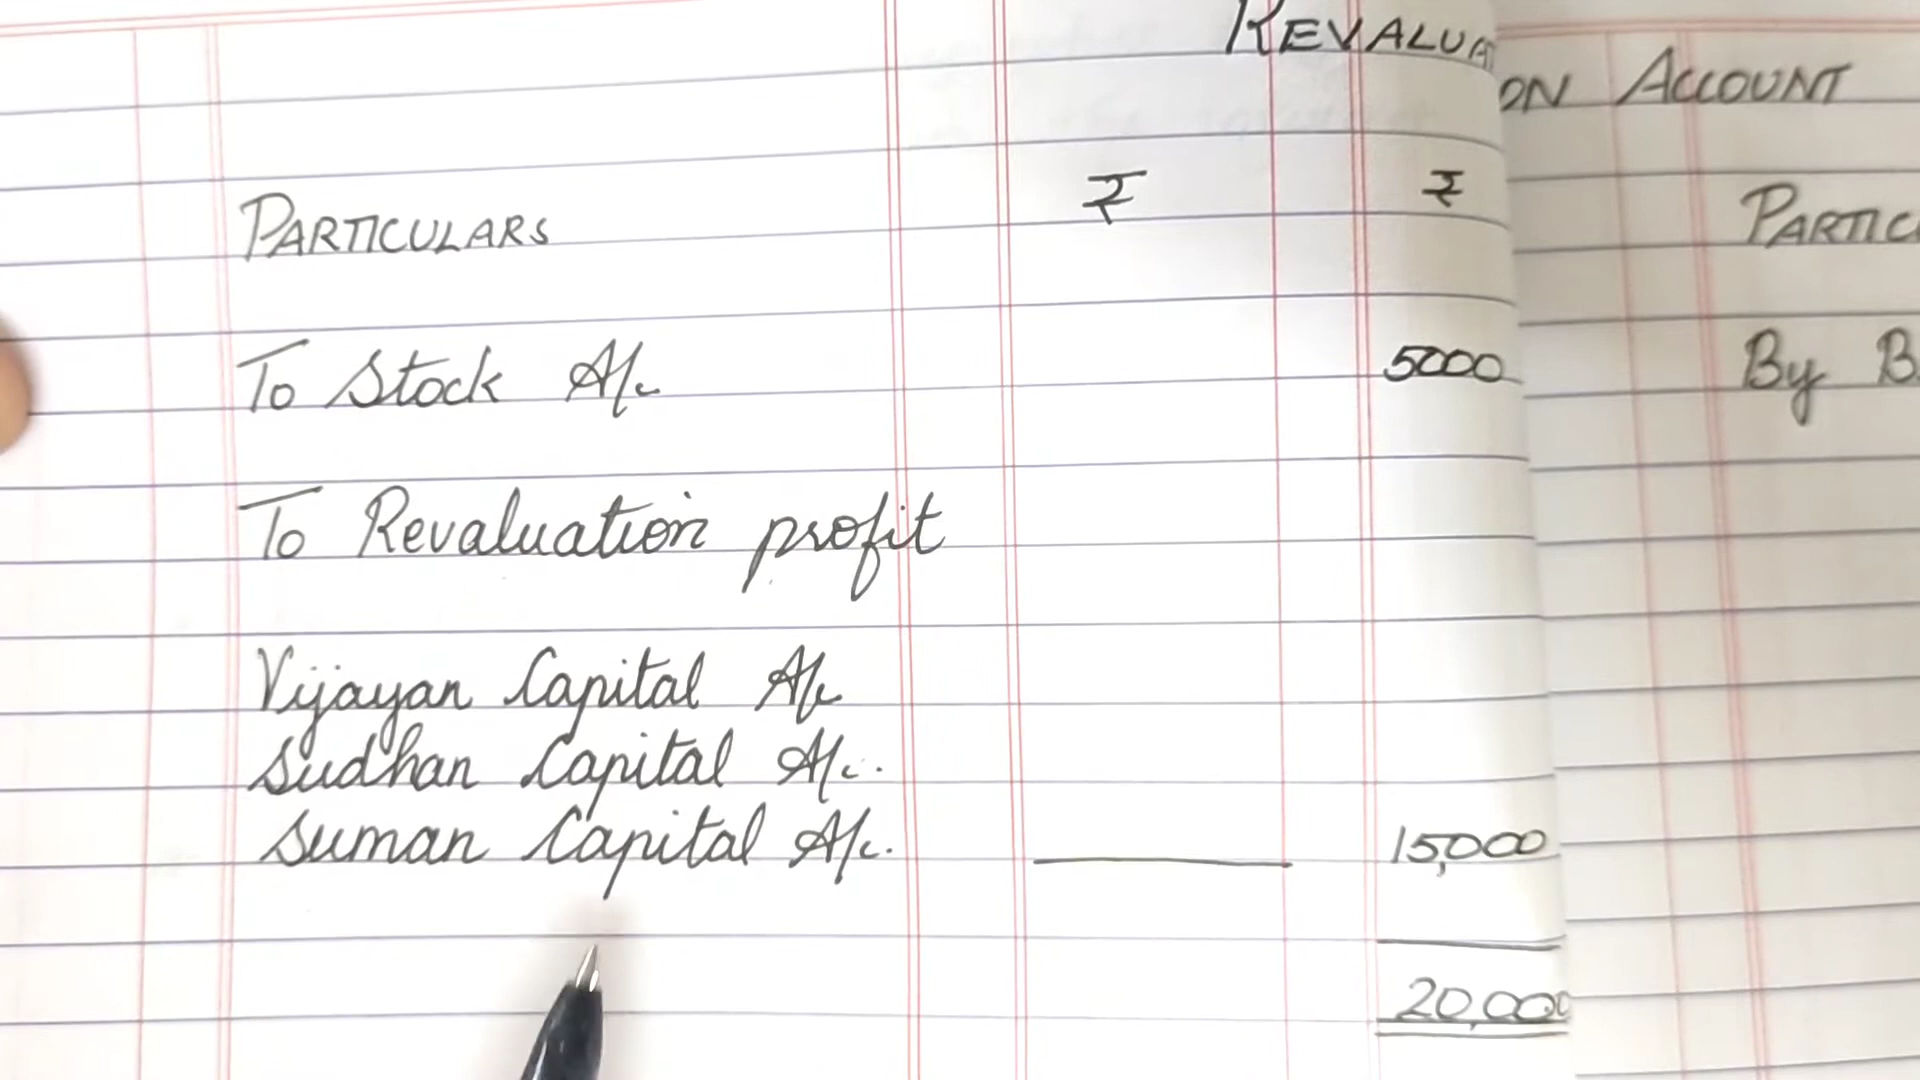 REVALUA
ON ACCOUNT
PARTICULARS ₹ ₹
To Stock A/c 5000
To Revaluation profit
Vijayan Capital A/c
Sudhan Capital A/c.
Suman Capital A/c. 15,000
20,000
PARTIC
By B